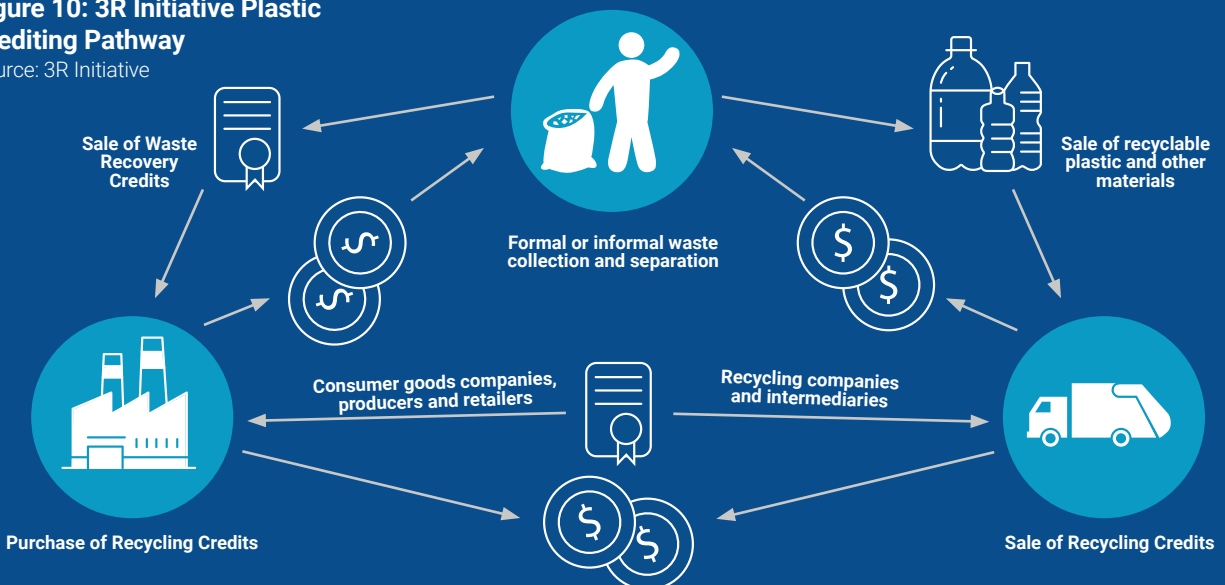 gure 10: 3R Initiative Plastic
editing Pathway
urce: 3R Initiative
Sale of Waste
Recovery
Credits
Sale of recyclable
plastic and other
materials
Formal or informal waste
collection and separation
$
$
$
$
Consumer goods companies,
producers and retailers
Recycling companies
and intermediaries
$
$
Purchase of Recycling Credits
Sale of Recycling Credits